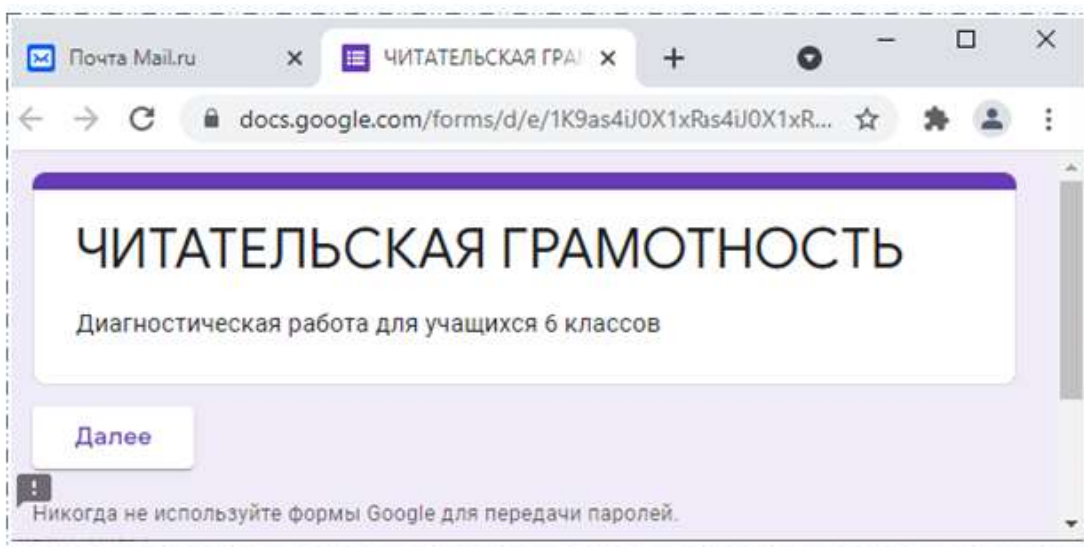 Почта Mail.ru
ЧИТАТЕЛЬСКАЯ ГРА
docs.google.com/forms/d/e/1K9as4iJ0X1xRas4iJ0X1xR...
ЧИТАТЕЛЬСКАЯ ГРАМОТНОСТЬ
Диагностическая работа для учащихся 6 классов
Далее
Никогда не используйте формы Google для передачи паролей.